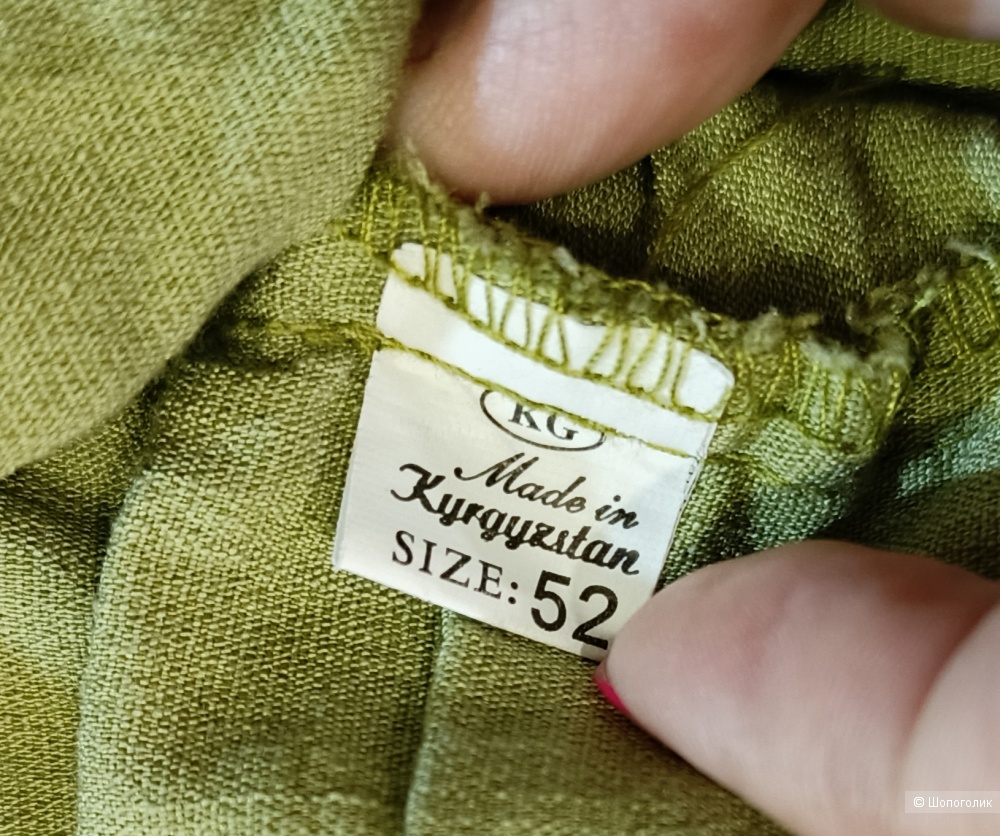 KG
Made in
Kyrgyzstan
SIZE: 52
© Шопоголик